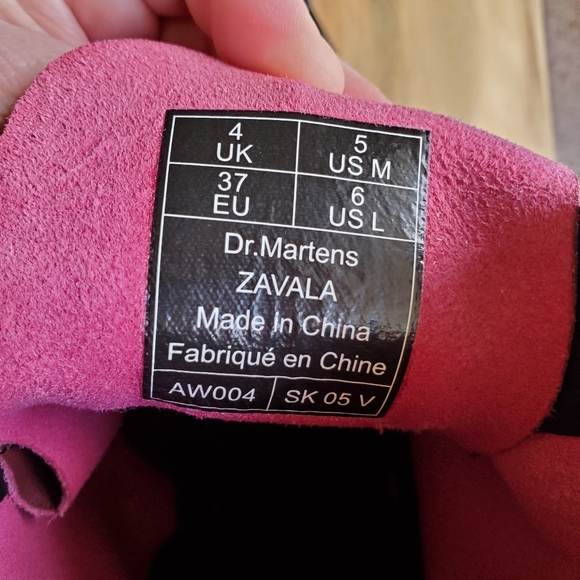 4
UK
5
US M
37
EU
6
US L
Dr.Martens
ZAVALA
Made in China
Fabriqué en Chine
AW004
SK 05 V